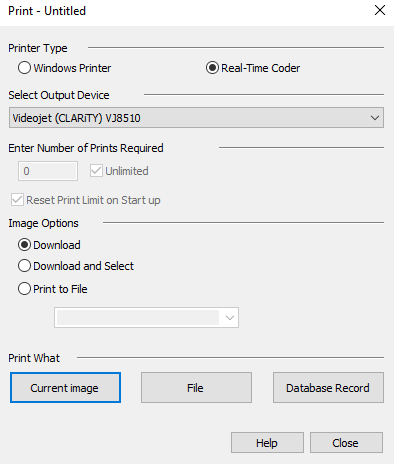 Print - Untitled
Printer Type
Windows Printer Real-Time Coder
Select Output Device
Videojet (CLARiTY) VJ8510
Enter Number of Prints Required
0 Unlimited
Reset Print Limit on Start up
Image Options
Download
Download and Select
Print to File
Print What
Current image File Database Record
Help Close